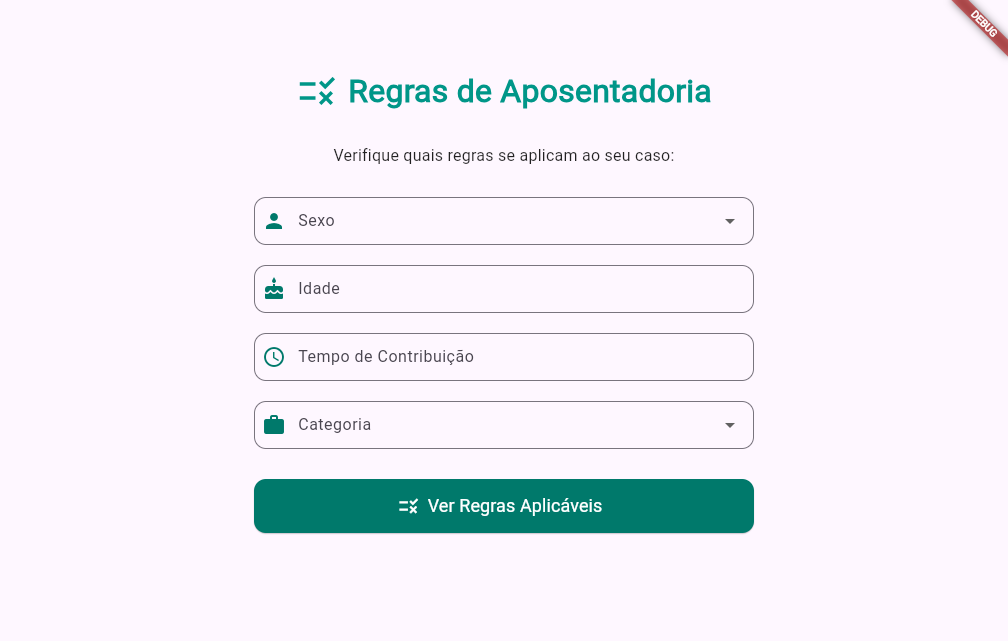 DEBUG
Regras de Aposentadoria
Verifique quais regras se aplicam ao seu caso:
Sexo
Idade
Tempo de Contribuição
Categoria
Ver Regras Aplicáveis